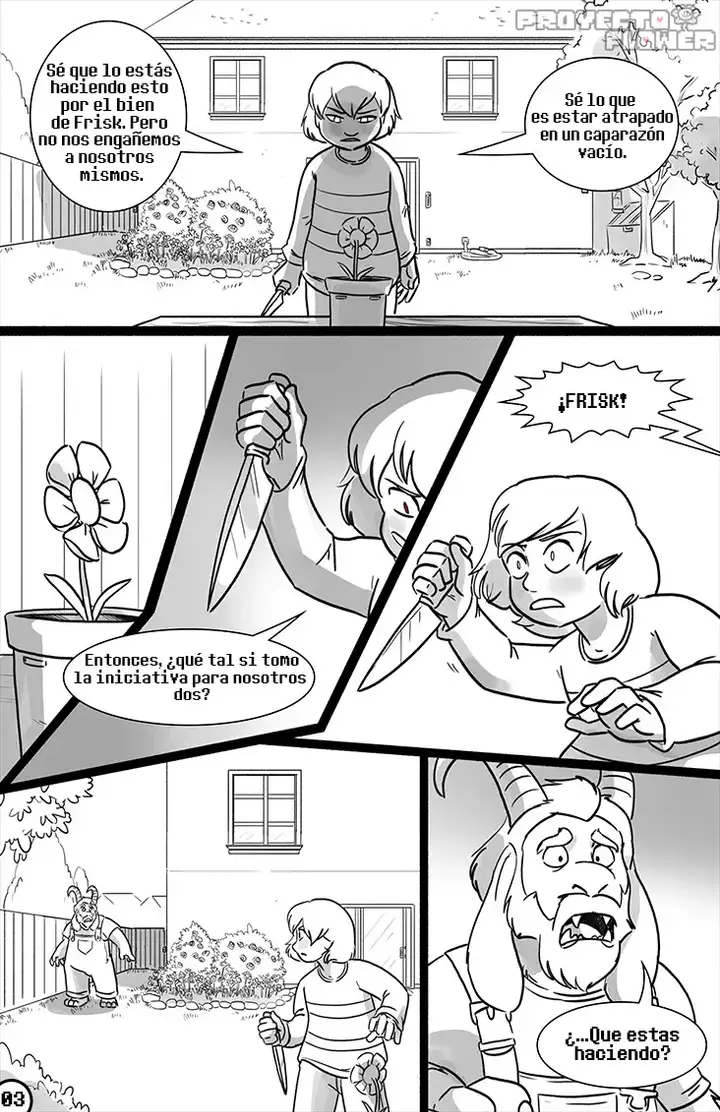 PROYECTO
FLOWER
Sé que lo estás
haciendo esto
por el bien
de Frisk. Pero
no nos engañemos
a nosotros
mismos.
Sé lo que
es estar atrapado
en un caparazón
vacío.
Entonces, ¿qué tal si tomo
la iniciativa para nosotros
dos?
¡FRISK!
¿...Que estas
haciendo?
03